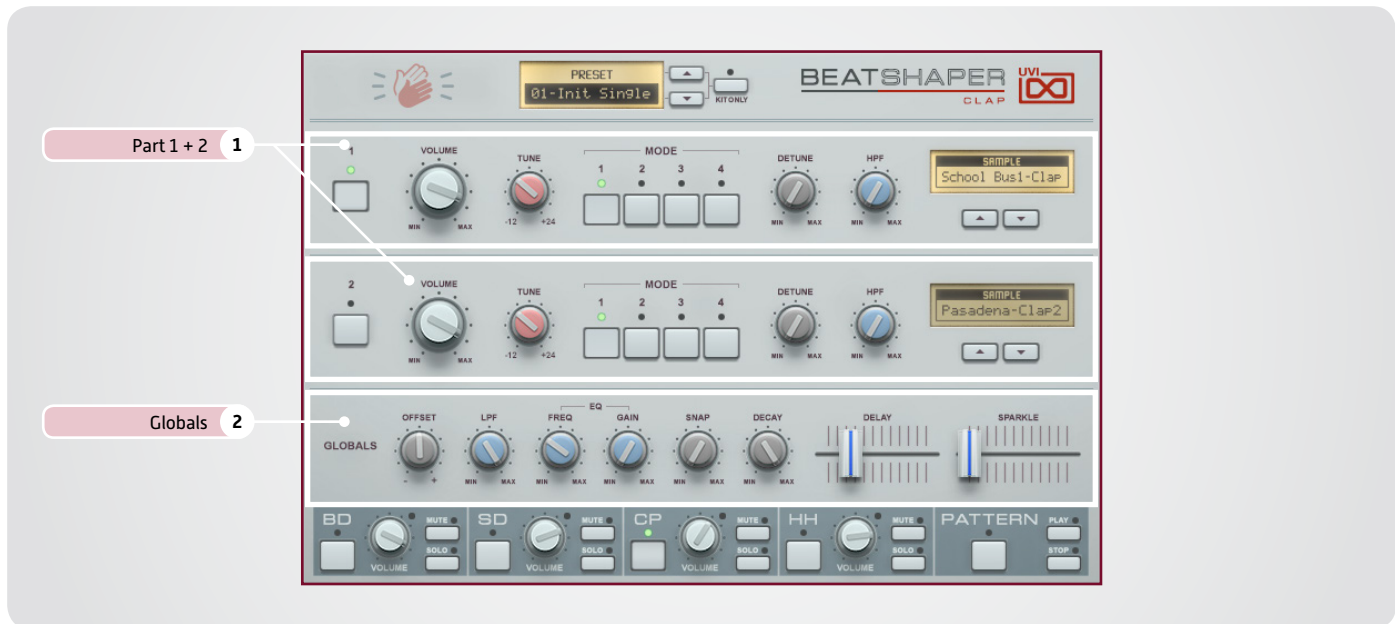 PRESET
01-Init Single
KIT ONLY
BEATSHAPER
CLAP
UVI
Part 1 + 2 1
1
VOLUME
MIN MAX
TUNE
-12 +24
MODE
1 2 3 4
DETUNE
MIN MAX
HPF
MIN MAX
SAMPLE
School Bus1-Clap
2
VOLUME
MIN MAX
TUNE
-12 +24
MODE
1 2 3 4
DETUNE
MIN MAX
HPF
MIN MAX
SAMPLE
Pasadena-Clap2
Globals 2
GLOBALS
OFFSET
- +
LPF
MIN MAX
EQ
FREQ
MIN MAX
GAIN
MIN MAX
SNAP
MIN MAX
DECAY
MIN MAX
DELAY
SPARKLE
BD
VOLUME
MUTE
SOLO
SD
VOLUME
MUTE
SOLO
CP
VOLUME
MUTE
SOLO
HH
VOLUME
MUTE
SOLO
PATTERN
PLAY
STOP